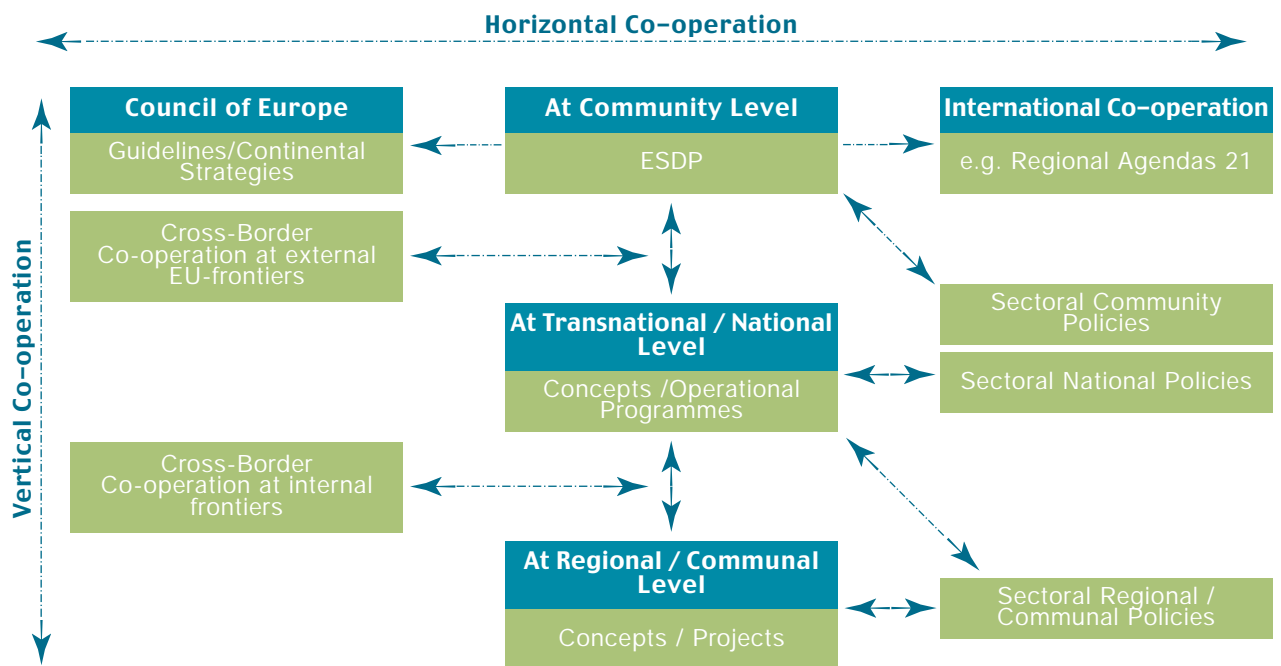 Horizontal Co-operation
Vertical Co-operation
Council of Europe
Guidelines/Continental
Strategies
At Community Level
ESDP
International Co-operation
e.g. Regional Agendas 21
Cross-Border
Co-operation at external
EU-frontiers
Sectoral Community
Policies
At Transnational / National
Level
Concepts /Operational
Programmes
Sectoral National Policies
Cross-Border
Co-operation at internal
frontiers
At Regional / Communal
Level
Concepts / Projects
Sectoral Regional /
Communal Policies